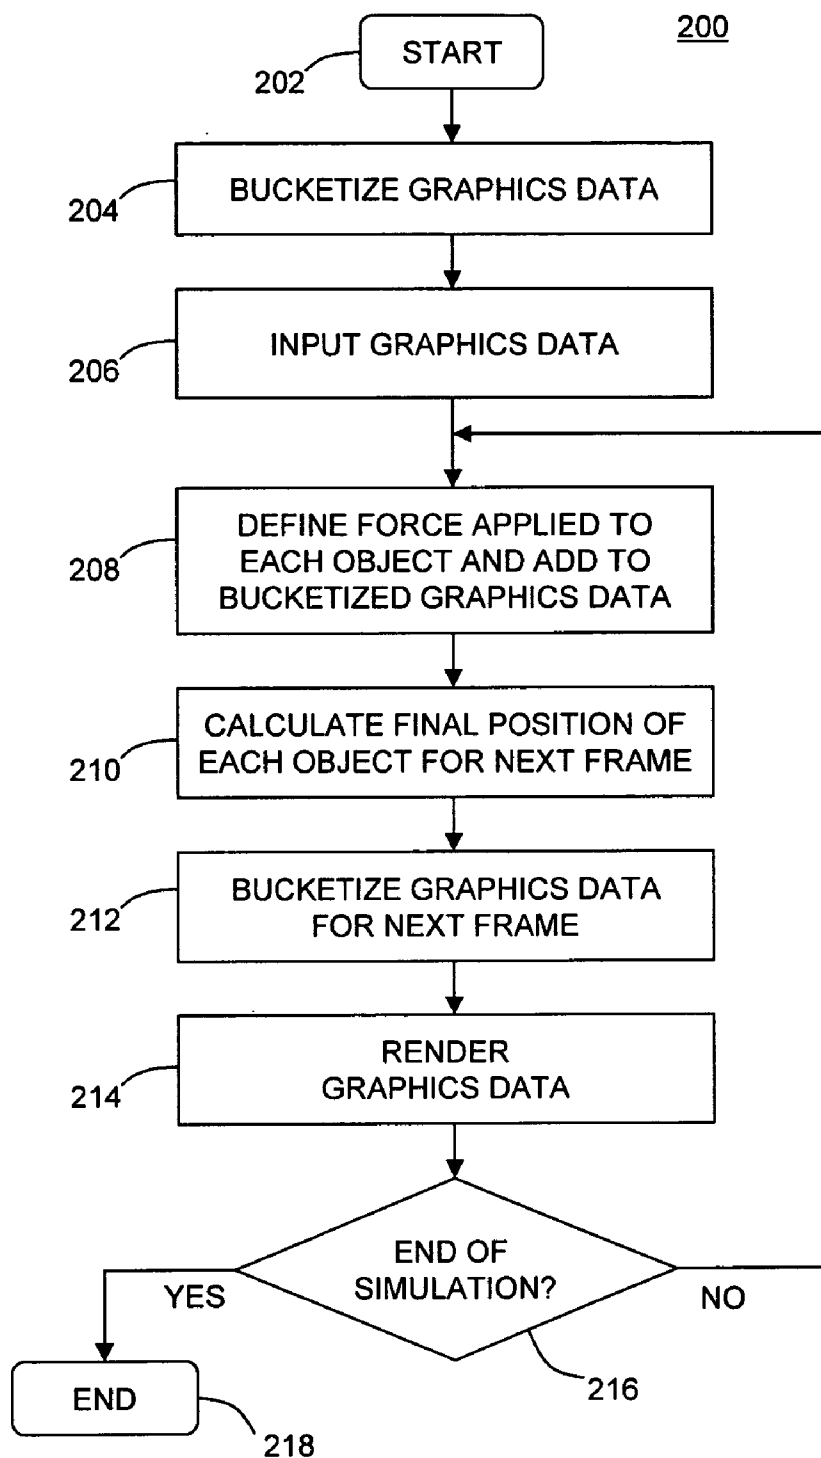 200
START
202
BUCKETIZE GRAPHICS DATA
204
INPUT GRAPHICS DATA
206
DEFINE FORCE APPLIED TO
EACH OBJECT AND ADD TO
BUCKETIZED GRAPHICS DATA
208
CALCULATE FINAL POSITION OF
EACH OBJECT FOR NEXT FRAME
210
BUCKETIZE GRAPHICS DATA
FOR NEXT FRAME
212
RENDER
GRAPHICS DATA
214
END OF
SIMULATION?
YES
NO
216
END
218